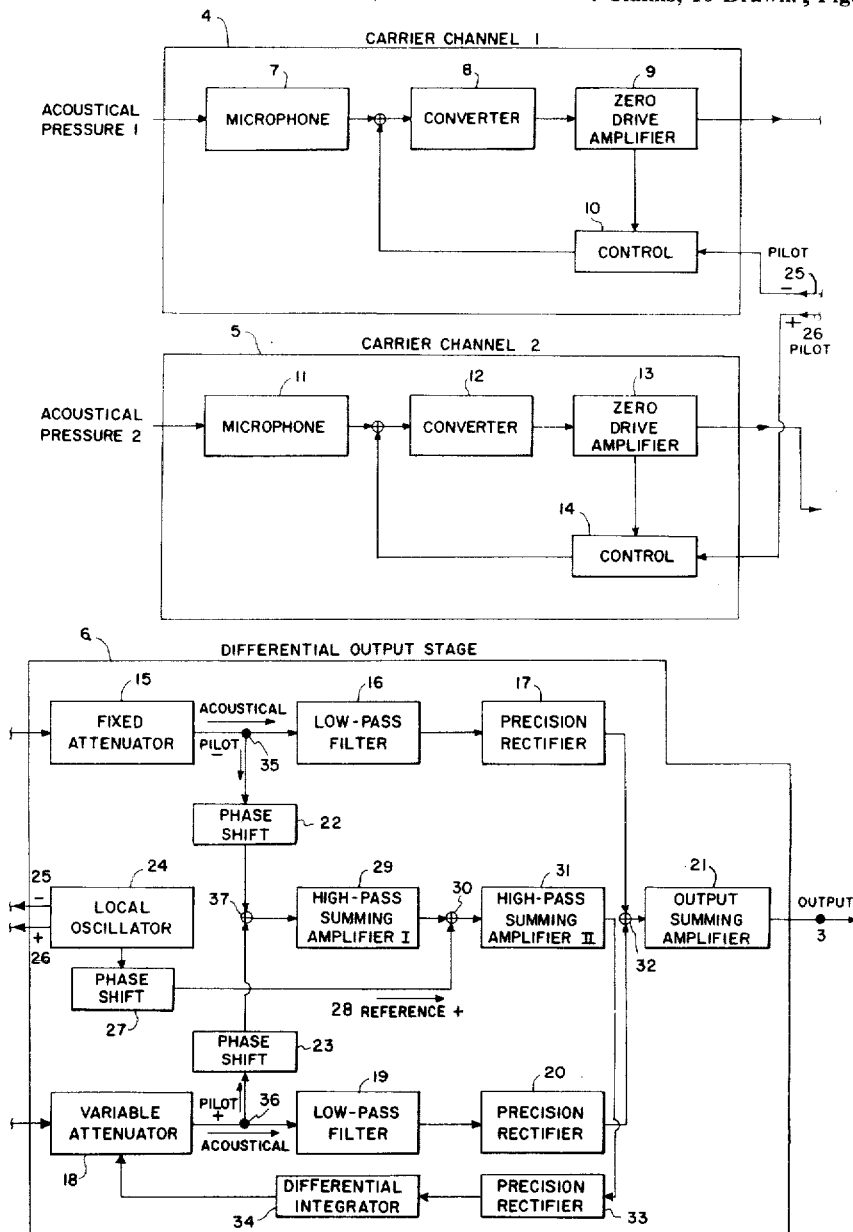 4
CARRIER CHANNEL 1
7
8
9
ACOUSTICAL
PRESSURE 1
MICROPHONE
CONVERTER
ZERO
DRIVE
AMPLIFIER
10
CONTROL
PILOT
25
−
+
26
PILOT
5
CARRIER CHANNEL 2
11
12
13
ACOUSTICAL
PRESSURE 2
MICROPHONE
CONVERTER
ZERO
DRIVE
AMPLIFIER
14
CONTROL
6
DIFFERENTIAL OUTPUT STAGE
15
16
17
FIXED
ATTENUATOR
ACOUSTICAL
PILOT
−
35
LOW-PASS
FILTER
PRECISION
RECTIFIER
PHASE
SHIFT
22
24
29
30
31
21
25
−
LOCAL
OSCILLATOR
+
26
37
HIGH-PASS
SUMMING
AMPLIFIER I
HIGH-PASS
SUMMING
AMPLIFIER II
32
OUTPUT
SUMMING
AMPLIFIER
OUTPUT
3
PHASE
SHIFT
27
28 REFERENCE +
PHASE
SHIFT
23
19
20
VARIABLE
ATTENUATOR
18
PILOT
+
36
ACOUSTICAL
LOW-PASS
FILTER
PRECISION
RECTIFIER
DIFFERENTIAL
INTEGRATOR
34
PRECISION
RECTIFIER
33